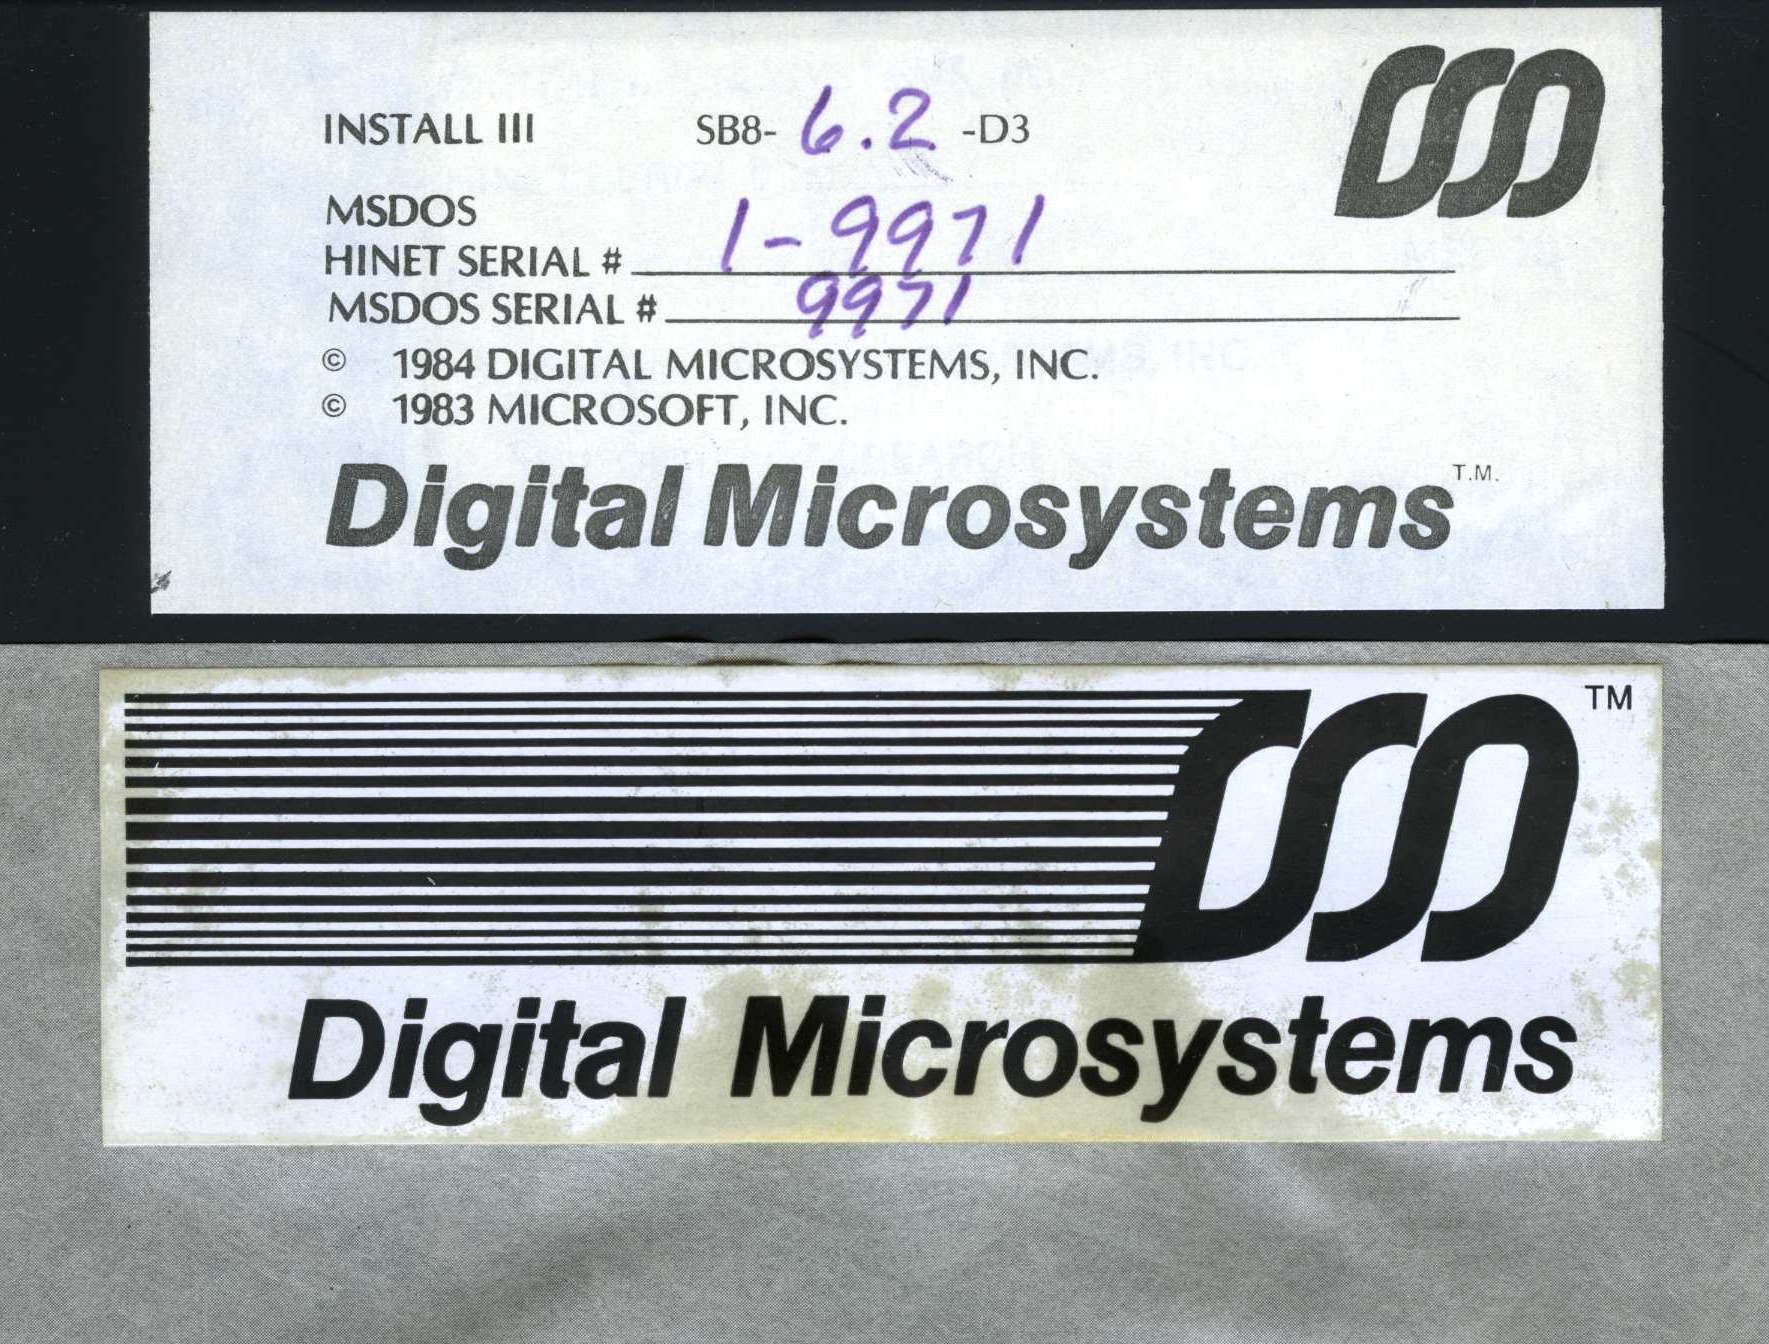 INSTALL III SB8- 6.2 -D3
MSDOS
HINET SERIAL # 1-9971
MSDOS SERIAL # 9971
© 1984 DIGITAL MICROSYSTEMS, INC.
© 1983 MICROSOFT, INC.
Digital Microsystems T.M.
TM
Digital Microsystems